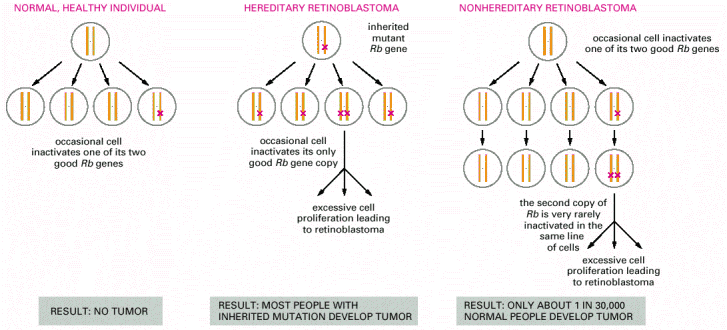 NORMAL, HEALTHY INDIVIDUAL
occasional cell
inactivates one of its two
good Rb genes
RESULT: NO TUMOR
HEREDITARY RETINOBLASTOMA
inherited
mutant
Rb gene
occasional cell
inactivates its only
good Rb gene copy
excessive cell
proliferation leading
to retinoblastoma
RESULT: MOST PEOPLE WITH
INHERITED MUTATION DEVELOP TUMOR
NONHEREDITARY RETINOBLASTOMA
occasional cell inactivates
one of its two good Rb genes
the second copy of
Rb is very rarely
inactivated in the
same line
of cells
excessive cell
proliferation leading to
retinoblastoma
RESULT: ONLY ABOUT 1 IN 30,000
NORMAL PEOPLE DEVELOP TUMOR